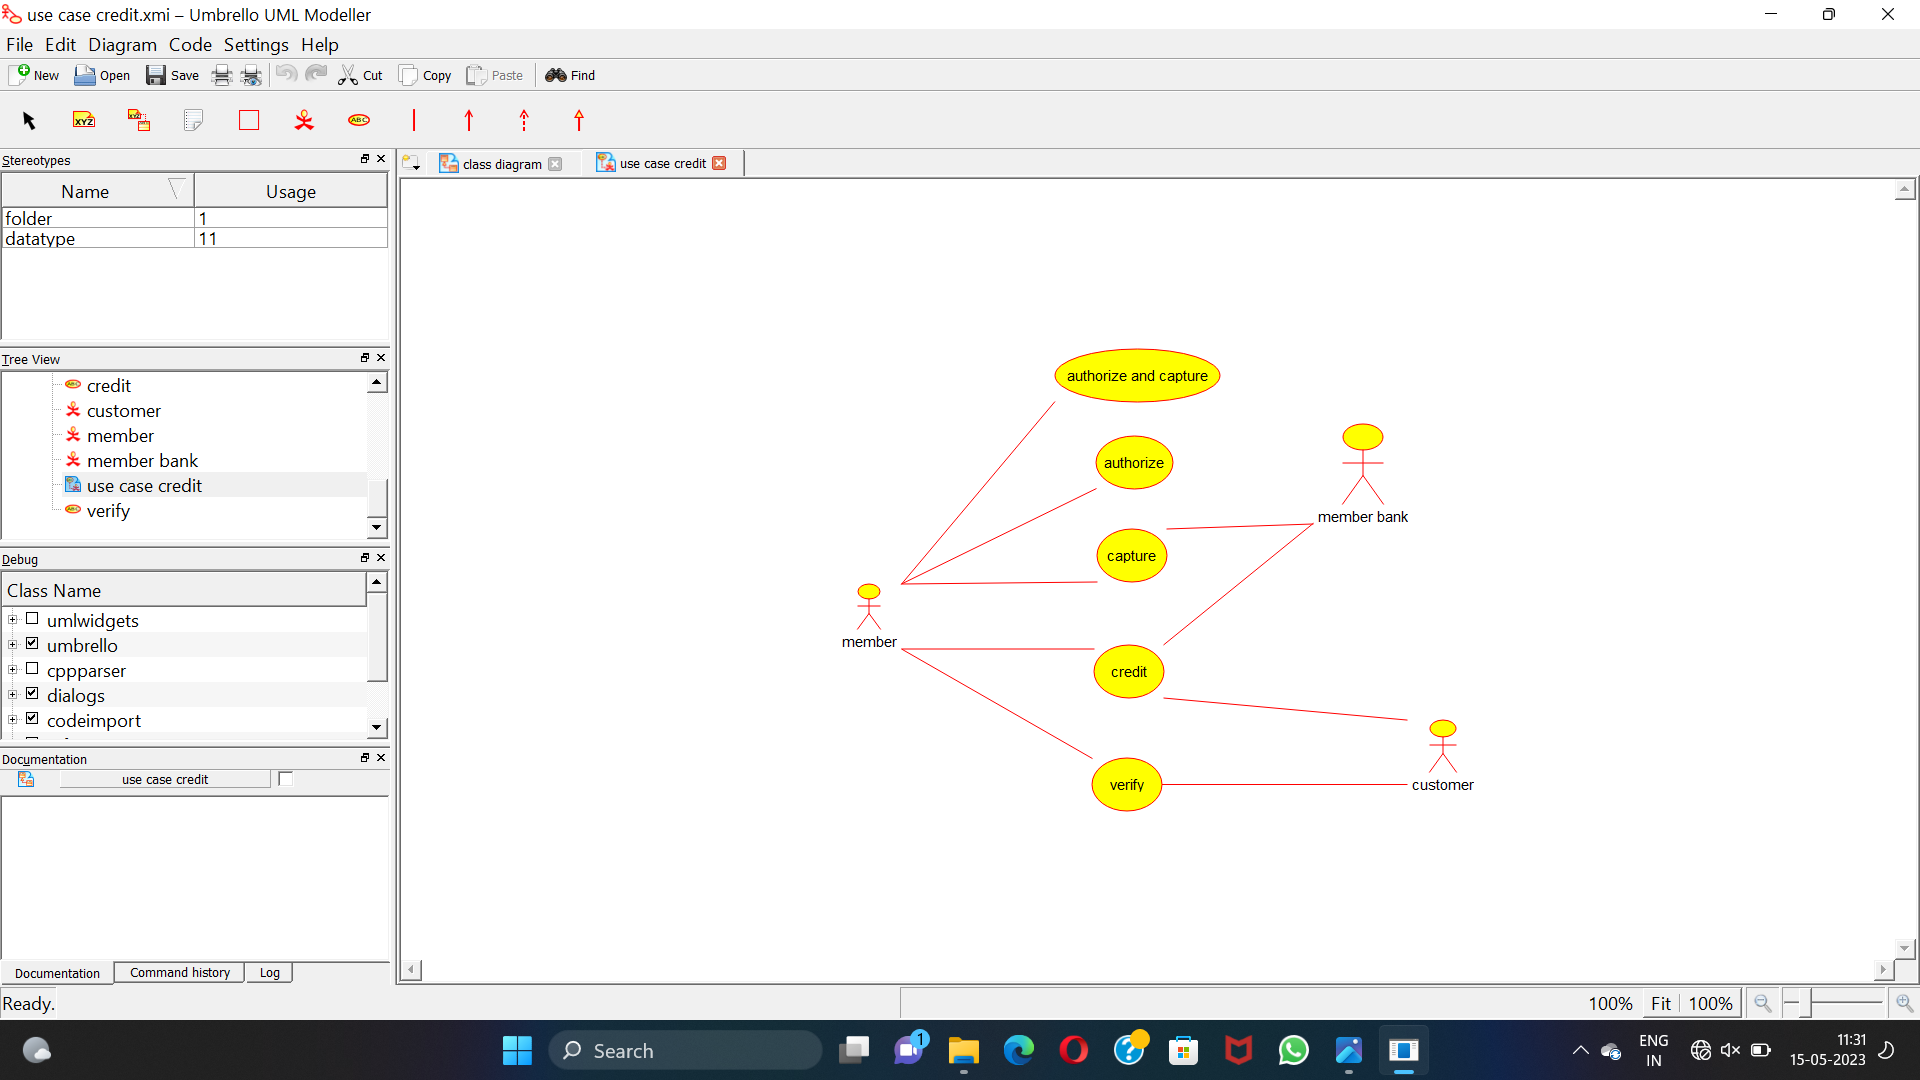 use case credit.xmi – Umbrello UML Modeller
File Edit Diagram Code Settings Help
New Open Save Cut Copy Paste Find
XYZ XYZ ABC
Stereotypes
Name Usage
folder 1
datatype 11
Tree View
credit
customer
member
member bank
use case credit
verify
Debug
Class Name
umlwidgets
umbrello
cppparser
dialogs
codeimport
Documentation
use case credit
Documentation Command history Log
class diagram use case credit
authorize and capture
authorize
member bank
capture
member
credit
verify
customer
Ready.
100% Fit 100%
Search
1
ENG
IN
11:31
15-05-2023